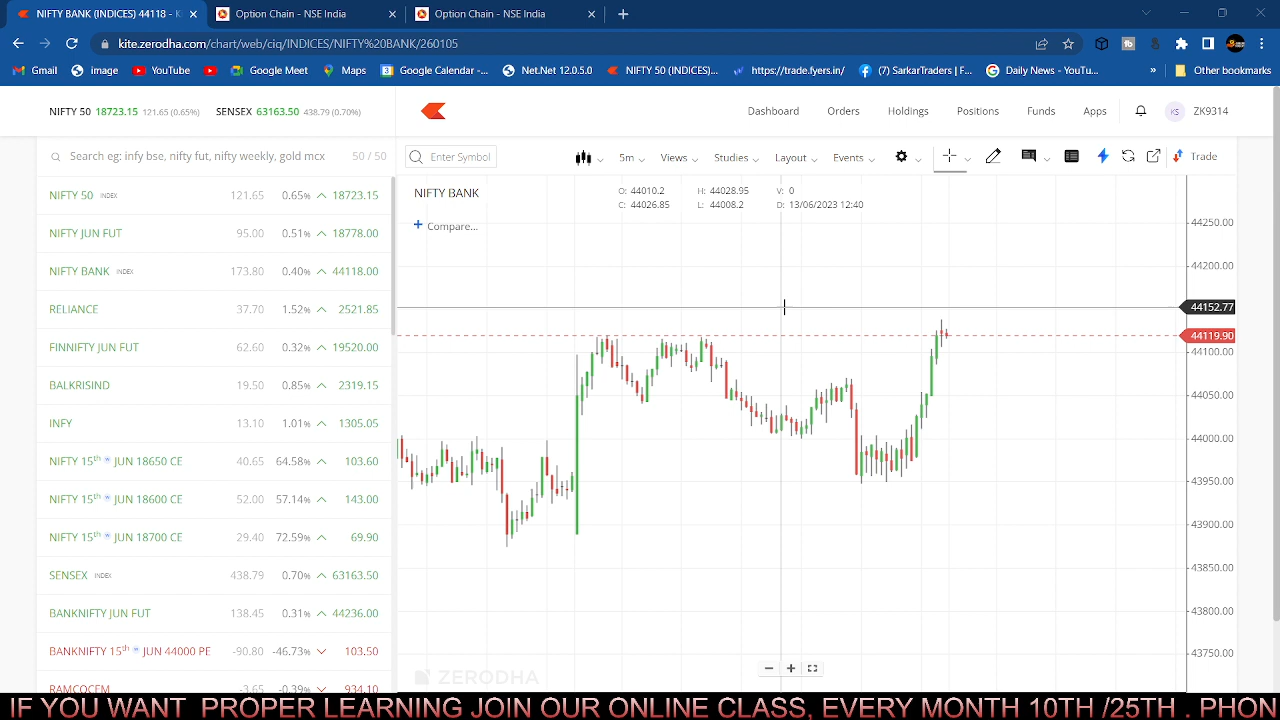 NIFTY BANK (INDICES) 44118 - K
Option Chain - NSE India
Option Chain - NSE India
kite.zerodha.com/chart/web/ciq/INDICES/NIFTY%20BANK/260105
Gmail image YouTube Google Meet Maps Google Calendar -... Net.Net 12.0.5.0 NIFTY 50 (INDICES)... https://trade.fyers.in/ (7) SarkarTraders | F... Daily News - YouTu... » Other bookmarks
NIFTY 50 18723.15 121.65 (0.65%) SENSEX 63163.50 438.79 (0.70%)
Dashboard Orders Holdings Positions Funds Apps KS ZK9314
Search eg: infy bse, nifty fut, nifty weekly, gold mcx 50 / 50
Enter Symbol 5m Views Studies Layout Events Trade
NIFTY 50 INDEX 121.65 0.65% 18723.15
NIFTY JUN FUT 95.00 0.51% 18778.00
NIFTY BANK INDEX 173.80 0.40% 44118.00
RELIANCE 37.70 1.52% 2521.85
FINNIFTY JUN FUT 62.60 0.32% 19520.00
BALKRISIND 19.50 0.85% 2319.15
INFY 13.10 1.01% 1305.05
NIFTY 15th w JUN 18650 CE 40.65 64.58% 103.60
NIFTY 15th w JUN 18600 CE 52.00 57.14% 143.00
NIFTY 15th w JUN 18700 CE 29.40 72.59% 69.90
SENSEX INDEX 438.79 0.70% 63163.50
BANKNIFTY JUN FUT 138.45 0.31% 44236.00
BANKNIFTY 15th w JUN 44000 PE -90.80 -46.73% 103.50
RAMCOCEM -3.65 -0.39% 934.10
NIFTY BANK
O: 44010.2 H: 44028.95 V: 0
C: 44026.85 L: 44008.2 D: 13/06/2023 12:40
+ Compare...
44250.00
44200.00
44152.77
44119.90
44100.00
44050.00
44000.00
43950.00
43900.00
43850.00
43800.00
43750.00
ZERODHA
IF YOU WANT PROPER LEARNING JOIN OUR ONLINE CLASS, EVERY MONTH 10TH /25TH . PHON